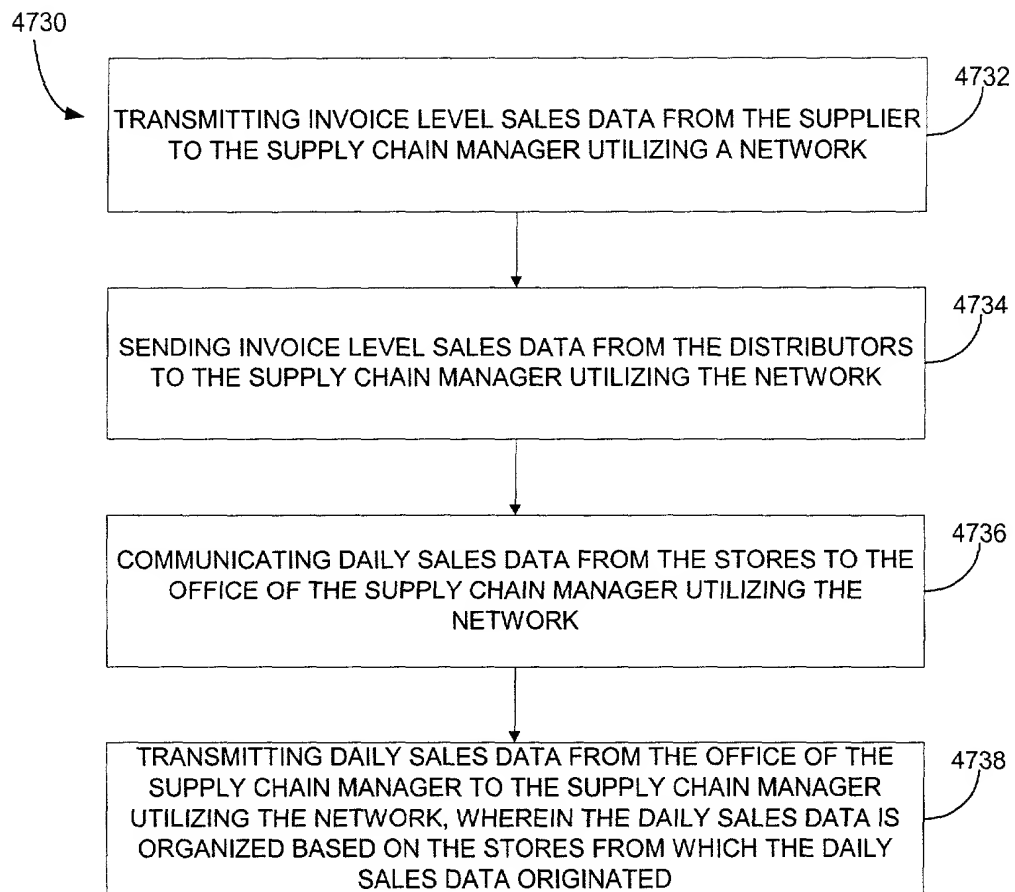 4730
4732
TRANSMITTING INVOICE LEVEL SALES DATA FROM THE SUPPLIER
TO THE SUPPLY CHAIN MANAGER UTILIZING A NETWORK
4734
SENDING INVOICE LEVEL SALES DATA FROM THE DISTRIBUTORS
TO THE SUPPLY CHAIN MANAGER UTILIZING THE NETWORK
4736
COMMUNICATING DAILY SALES DATA FROM THE STORES TO THE
OFFICE OF THE SUPPLY CHAIN MANAGER UTILIZING THE
NETWORK
4738
TRANSMITTING DAILY SALES DATA FROM THE OFFICE OF THE
SUPPLY CHAIN MANAGER TO THE SUPPLY CHAIN MANAGER
UTILIZING THE NETWORK, WHEREIN THE DAILY SALES DATA IS
ORGANIZED BASED ON THE STORES FROM WHICH THE DAILY
SALES DATA ORIGINATED